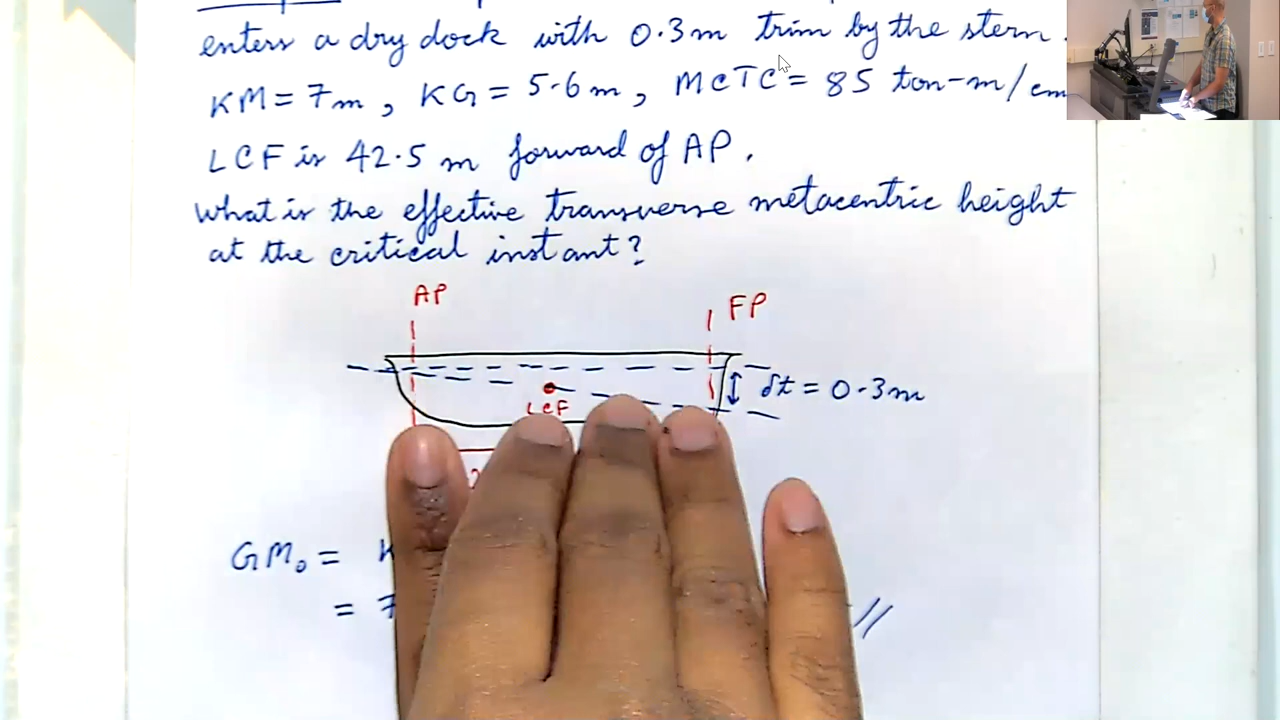 enters a dry dock with 0.3m trim by the stern.
KM = 7m, KG = 5.6m, MCTC = 85 ton-m/cm
LCF is 42.5 m forward of AP.
What is the effective transverse metacentric height
at the critical instant?
AP
FP
δt = 0.3m
LCF
GM₀ =
= 7